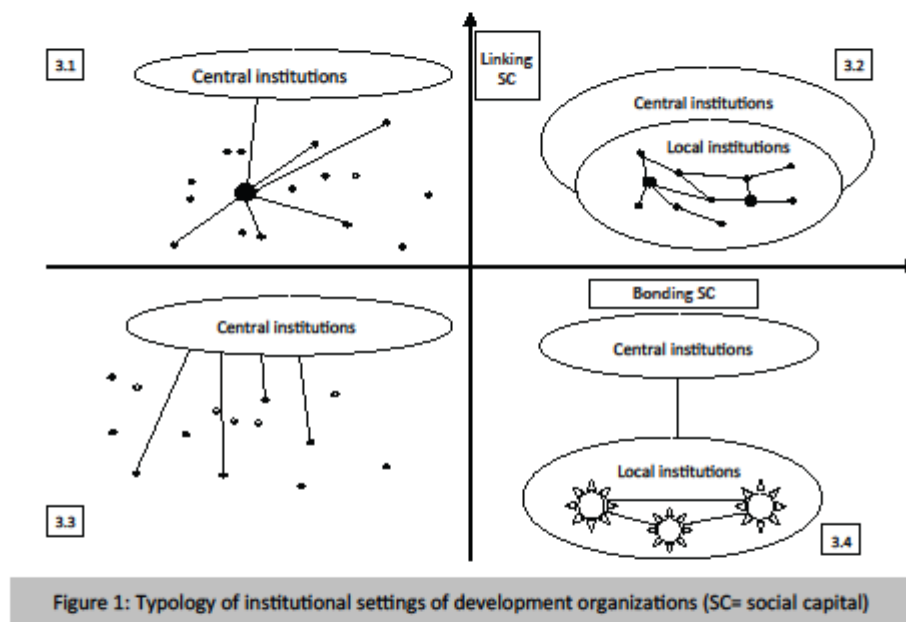 3.1
Central institutions
Linking
SC
3.2
Central institutions
Local institutions
Bonding SC
Central institutions
Central institutions
Local institutions
3.3
3.4
Figure 1: Typology of institutional settings of development organizations (SC= social capital)